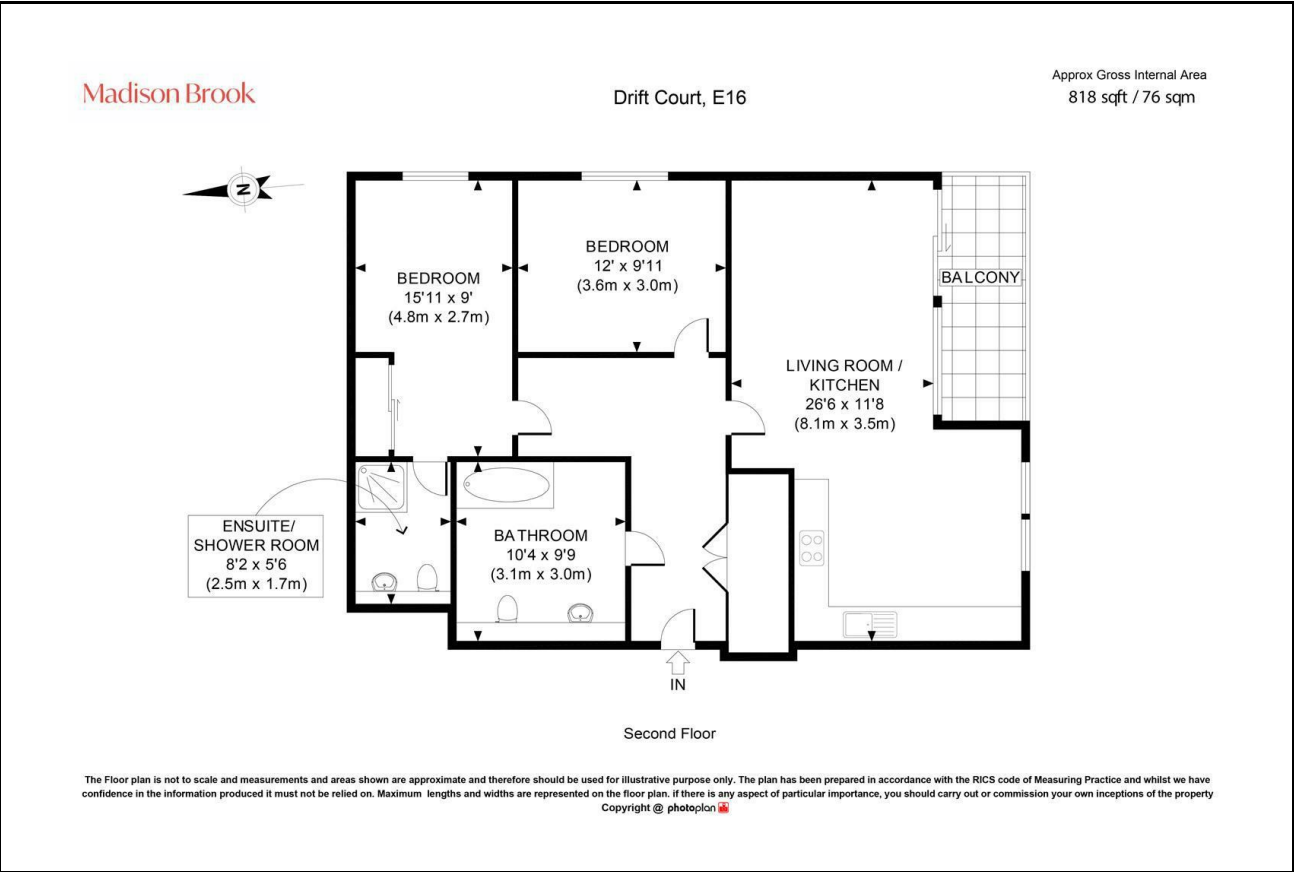 Madison Brook
Drift Court, E16
Approx Gross Internal Area
818 sqft / 76 sqm
N
BEDROOM
15'11 x 9'
(4.8m x 2.7m)
BEDROOM
12' x 9'11
(3.6m x 3.0m)
BALCONY
LIVING ROOM /
KITCHEN
26'6 x 11'8
(8.1m x 3.5m)
ENSUITE/
SHOWER ROOM
8'2 x 5'6
(2.5m x 1.7m)
BATHROOM
10'4 x 9'9
(3.1m x 3.0m)
IN
Second Floor
The Floor plan is not to scale and measurements and areas shown are approximate and therefore should be used for illustrative purpose only. The plan has been prepared in accordance with the RICS code of Measuring Practice and whilst we have
confidence in the information produced it must not be relied on. Maximum lengths and widths are represented on the floor plan. if there is any aspect of particular importance, you should carry out or commission your own inceptions of the property
Copyright @ photoplan